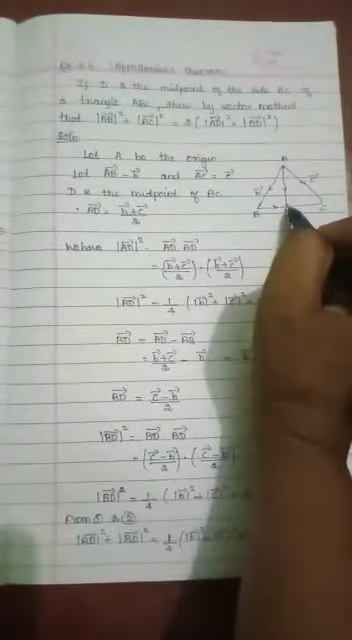 Ex 6.6 Apollonius theorem
If D is the midpoint of the side BC of
a triangle ABC, show by vector method
that |AB→|² + |AC→|² = 2 (|AD→|² + |BD→|²)
Soln
Let A be the origin
Let AB→ = b→ and AC→ = c→
D is the midpoint of BC
∴ AD→ = (b→ + c→)/2
A
b→ c→
B C
We have |AD→|² = AD→ · AD→
= ((b→ + c→)/2) · ((b→ + c→)/2)
|AD→|² = 1/4 (|b→|² + |c→|² +
BD→ = AD→ − AB→
= (b→ + c→)/2 − b→ =
BD→ = (c→ − b→)/2
|BD→|² = BD→ · BD→
= ((c→ − b→)/2) · ((c→ − b→)/2)
|BD→|² = 1/4 (|b→|² + |c→|²
From ① & ②
|AD→|² + |BD→|² = 1/4 (|b→|² +